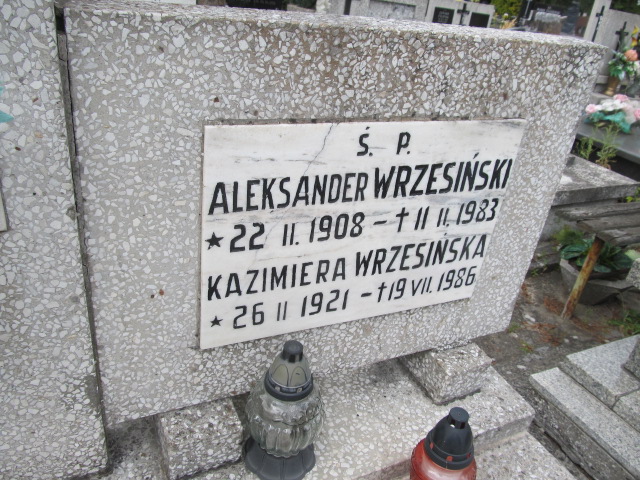 Ś. P.
ALEKSANDER WRZESIŃSKI
★ 22 II. 1908 – † 11 II. 1983
KAZIMIERA WRZESIŃSKA
★ 26 II 1921 – † 19 VII. 1986